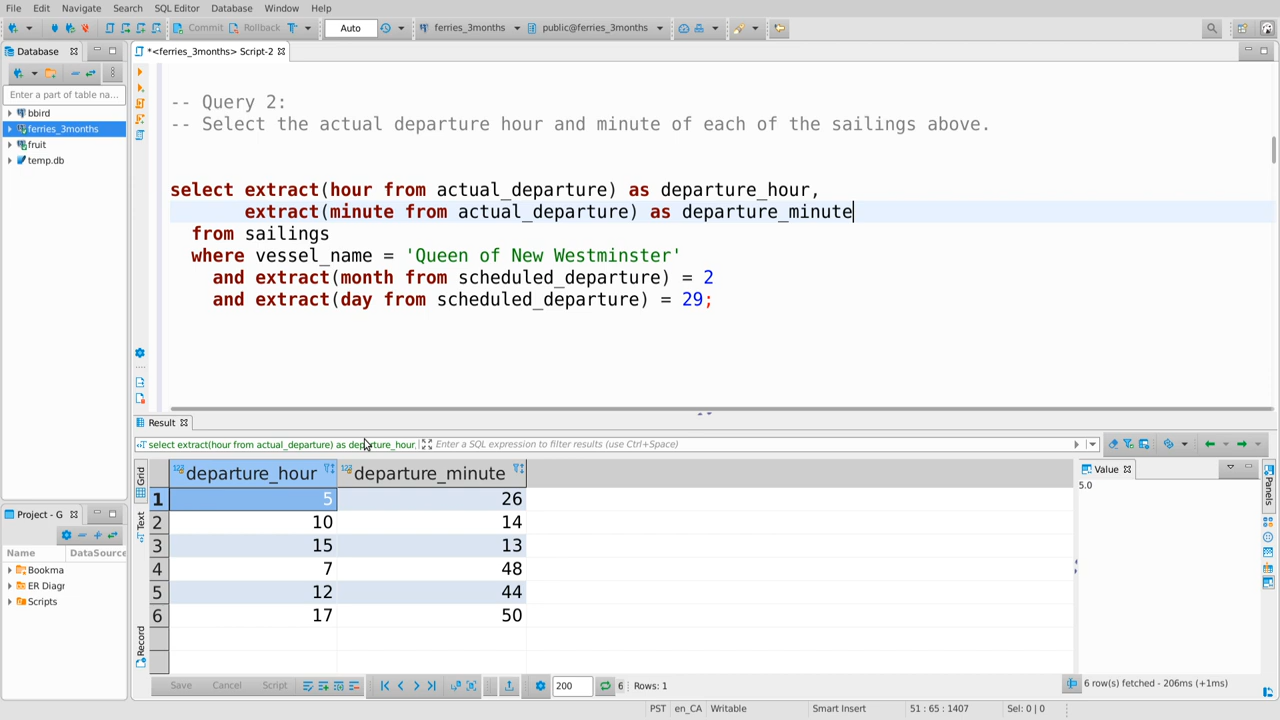 File Edit Navigate Search SQL Editor Database Window Help
Commit Rollback Auto ferries_3months public@ferries_3months
Database
*<ferries_3months> Script-2
Enter a part of table na...
bbird
ferries_3months
fruit
temp.db
-- Query 2:
-- Select the actual departure hour and minute of each of the sailings above.
select extract(hour from actual_departure) as departure_hour,
extract(minute from actual_departure) as departure_minute
from sailings
where vessel_name = 'Queen of New Westminster'
and extract(month from scheduled_departure) = 2
and extract(day from scheduled_departure) = 29;
Result
select extract(hour from actual_departure) as departure_hour, Enter a SQL expression to filter results (use Ctrl+Space)
Grid
Text
Record
departure_hour departure_minute
1 5 26
2 10 14
3 15 13
4 7 48
5 12 44
6 17 50
Value
5.0
Panels
Project - G
Name DataSource
Bookma
ER Diagr
Scripts
Save Cancel Script 200 6 Rows: 1
6 row(s) fetched - 206ms (+1ms)
PST en_CA Writable Smart Insert 51 : 65 : 1407 Sel: 0 | 0